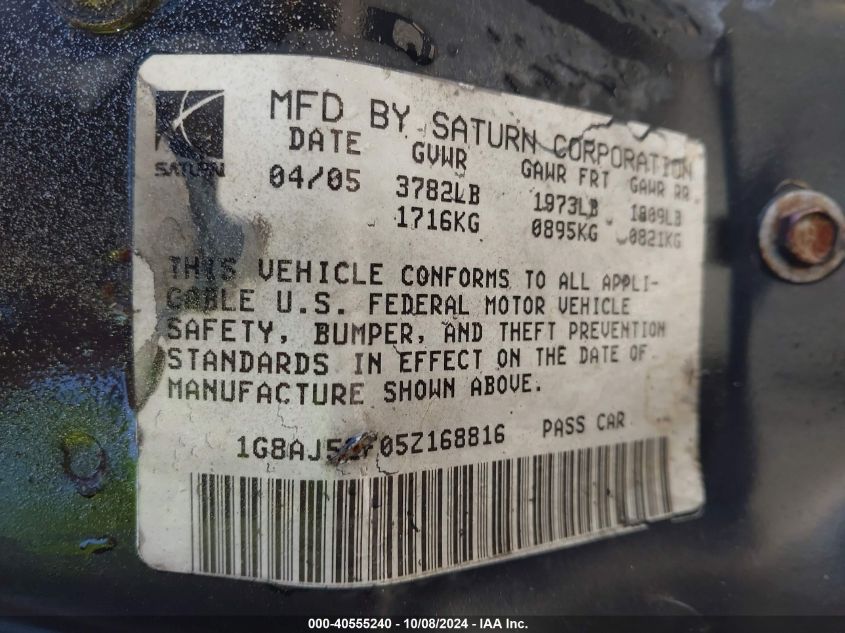 SATURN
MFD BY SATURN CORPORATION
DATE GVWR GAWR FRT GAWR RR
04/05 3782LB 1973LB 1809LB
1716KG 0895KG 0821KG
THIS VEHICLE CONFORMS TO ALL APPLI-
CABLE U.S. FEDERAL MOTOR VEHICLE
SAFETY, BUMPER, AND THEFT PREVENTION
STANDARDS IN EFFECT ON THE DATE OF
MANUFACTURE SHOWN ABOVE.
PASS CAR
000-40555240 - 10/08/2024 - IAA Inc.